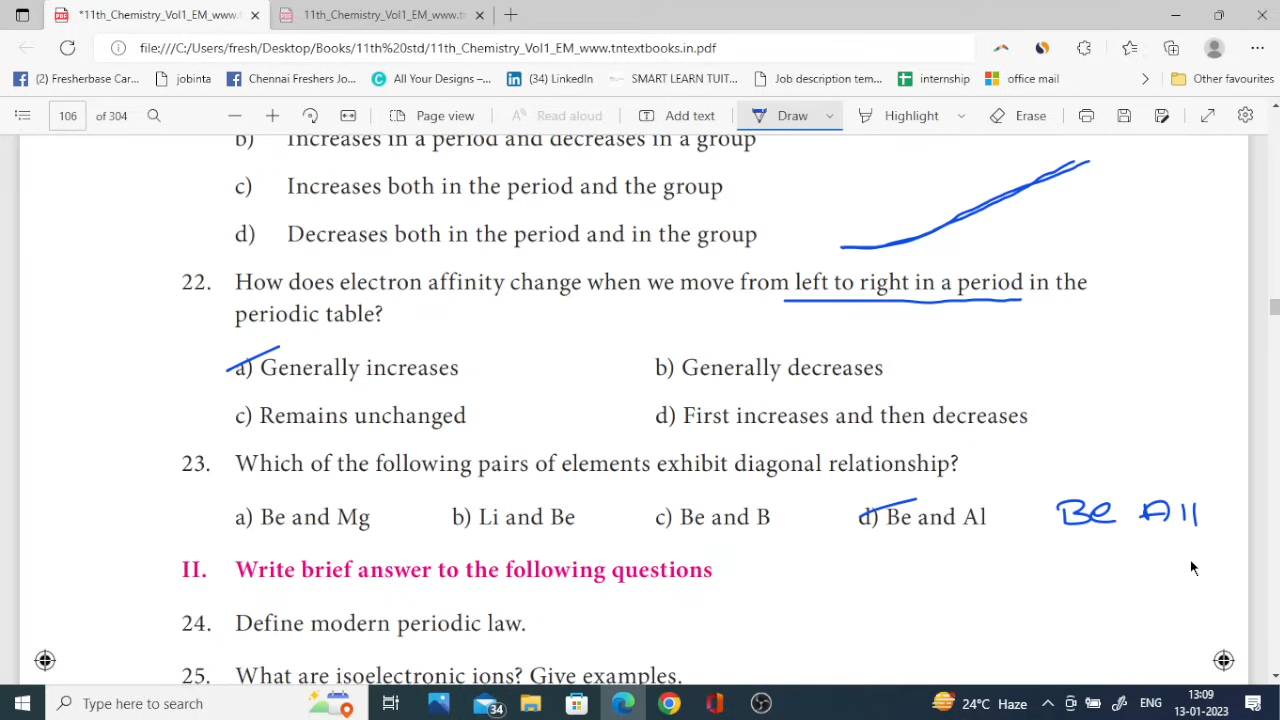 *11th_Chemistry_Vol1_EM_www.tn
11th_Chemistry_Vol1_EM_www.tn
file:///C:/Users/fresh/Desktop/Books/11th%20std/11th_Chemistry_Vol1_EM_www.tntextbooks.in.pdf
(2) Fresherbase Car...
jobinta
Chennai Freshers Jo...
All Your Designs –...
(34) LinkedIn
SMART LEARN TUIT...
Job description tem...
internship
office mail
Other favourites
106 of 304
Page view
Read aloud
Add text
Draw
Highlight
Erase
b) Increases in a period and decreases in a group
c) Increases both in the period and the group
d) Decreases both in the period and in the group
22. How does electron affinity change when we move from left to right in a period in the
periodic table?
a) Generally increases b) Generally decreases
c) Remains unchanged d) First increases and then decreases
23. Which of the following pairs of elements exhibit diagonal relationship?
a) Be and Mg b) Li and Be c) Be and B d) Be and Al Be All
II. Write brief answer to the following questions
24. Define modern periodic law.
25. What are isoelectronic ions? Give examples.
Type here to search
34
24°C Haze
ENG
13:09
13-01-2023